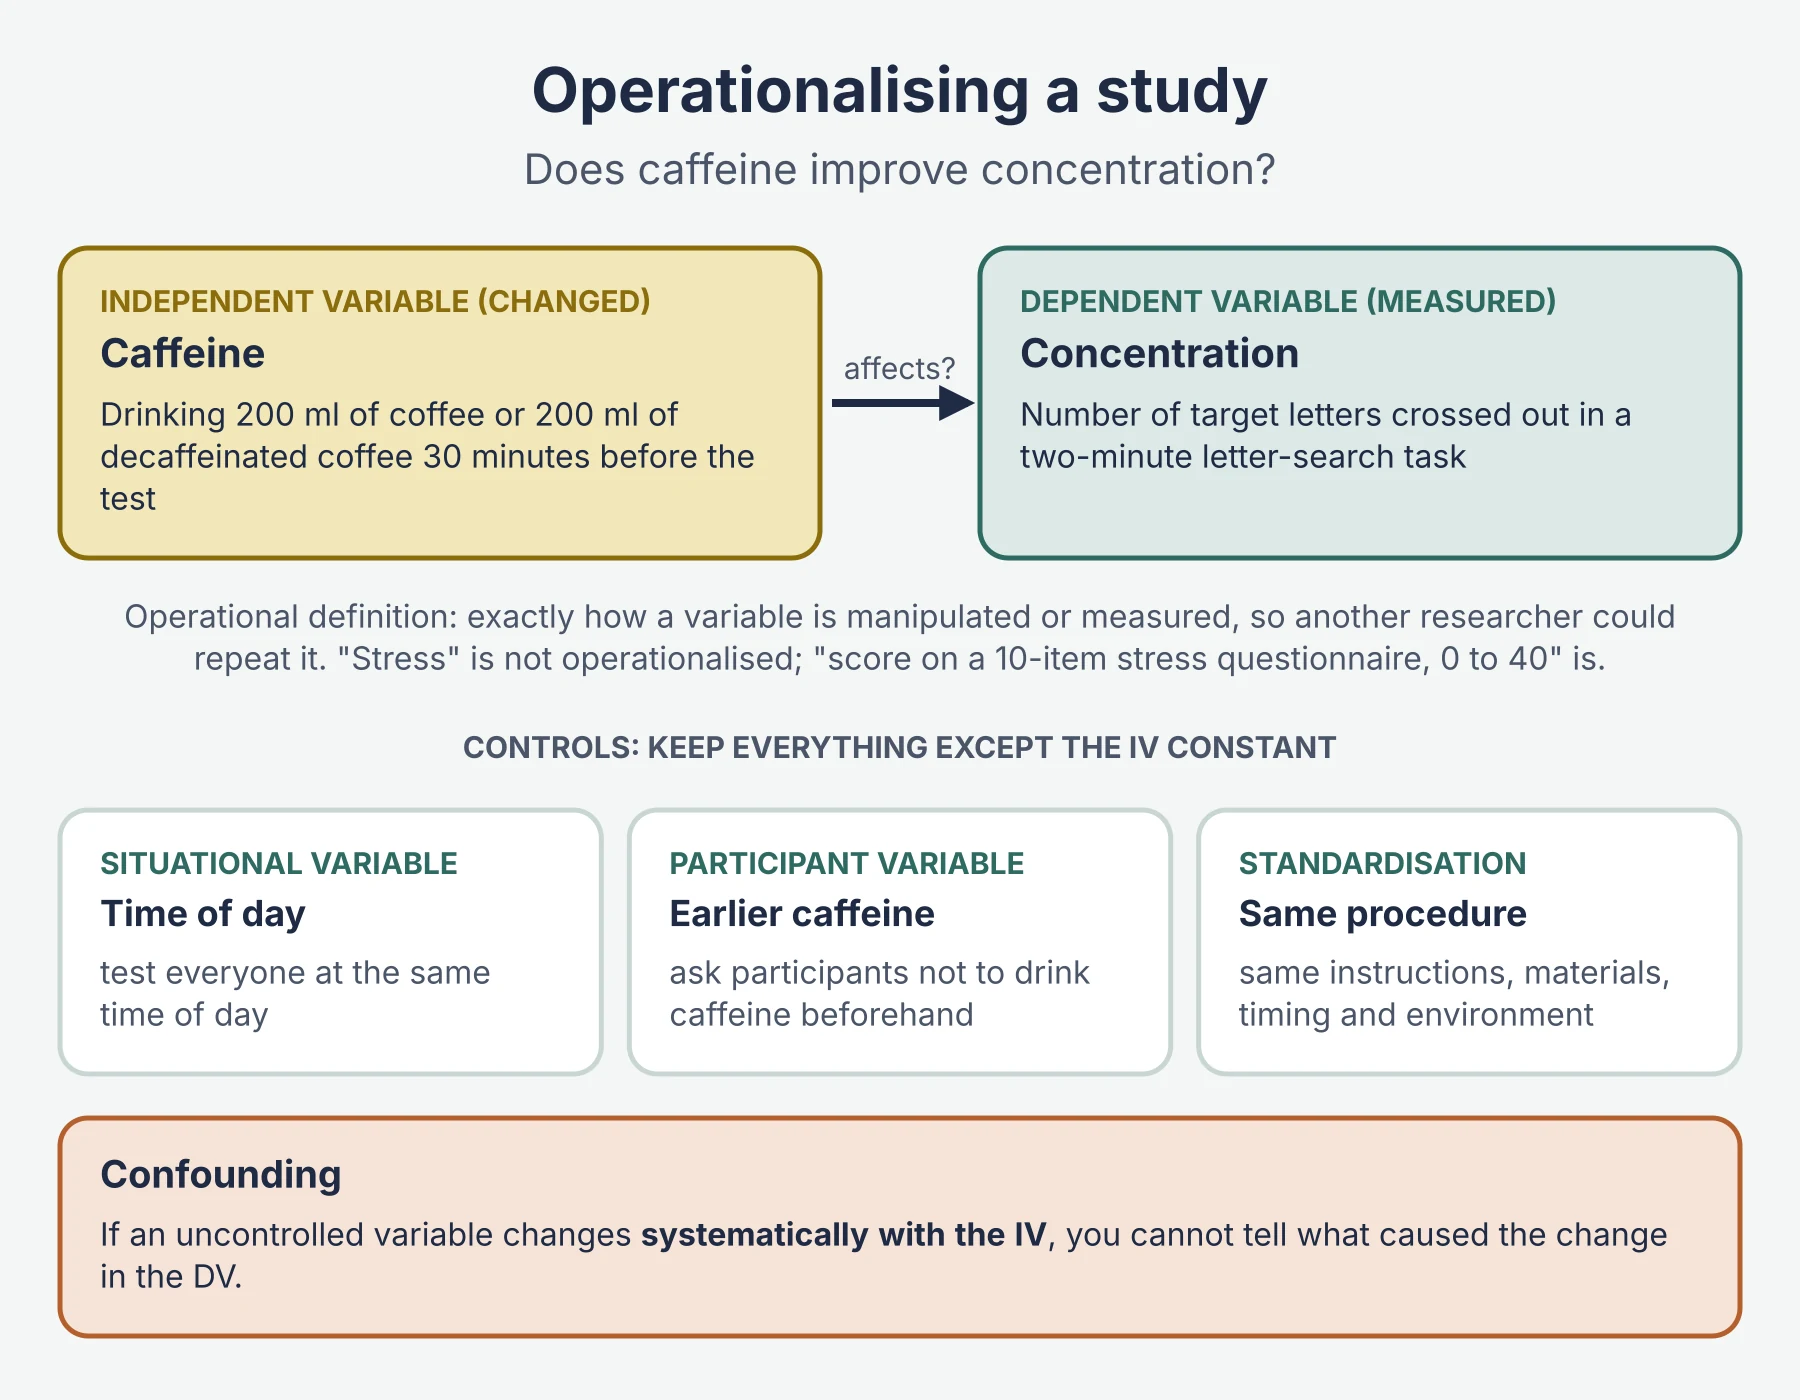 Operationalising a study
Does caffeine improve concentration?
INDEPENDENT VARIABLE (CHANGED)
Caffeine
Drinking 200 ml of coffee or 200 ml of
decaffeinated coffee 30 minutes before the
test
affects?
DEPENDENT VARIABLE (MEASURED)
Concentration
Number of target letters crossed out in a
two-minute letter-search task
Operational definition: exactly how a variable is manipulated or measured, so another researcher could
repeat it. "Stress" is not operationalised; "score on a 10-item stress questionnaire, 0 to 40" is.
CONTROLS: KEEP EVERYTHING EXCEPT THE IV CONSTANT
SITUATIONAL VARIABLE
Time of day
test everyone at the same
time of day
PARTICIPANT VARIABLE
Earlier caffeine
ask participants not to drink
caffeine beforehand
STANDARDISATION
Same procedure
same instructions, materials,
timing and environment
Confounding
If an uncontrolled variable changes systematically with the IV, you cannot tell what caused the change
in the DV.